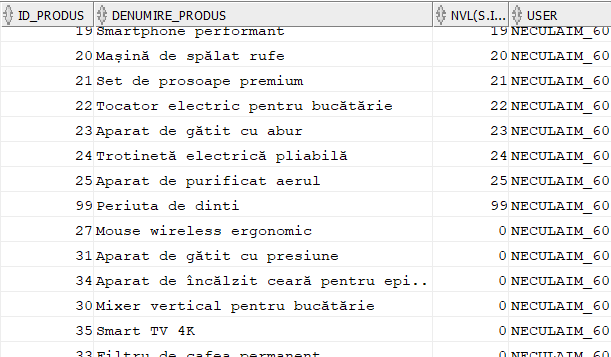 ID_PRODUS DENUMIRE_PRODUS NVL(S.I... USER
19 Smartphone performant 19 NECULAIM_60
20 Mașină de spălat rufe 20 NECULAIM_60
21 Set de prosoape premium 21 NECULAIM_60
22 Tocator electric pentru bucătărie 22 NECULAIM_60
23 Aparat de gătit cu abur 23 NECULAIM_60
24 Trotinetă electrică pliabilă 24 NECULAIM_60
25 Aparat de purificat aerul 25 NECULAIM_60
99 Periuta de dinti 99 NECULAIM_60
27 Mouse wireless ergonomic 0 NECULAIM_60
31 Aparat de gătit cu presiune 0 NECULAIM_60
34 Aparat de încălzit ceară pentru epi... 0 NECULAIM_60
30 Mixer vertical pentru bucătărie 0 NECULAIM_60
35 Smart TV 4K 0 NECULAIM_60
33 Filtru de cafea permanent 0 NECULAIM_60